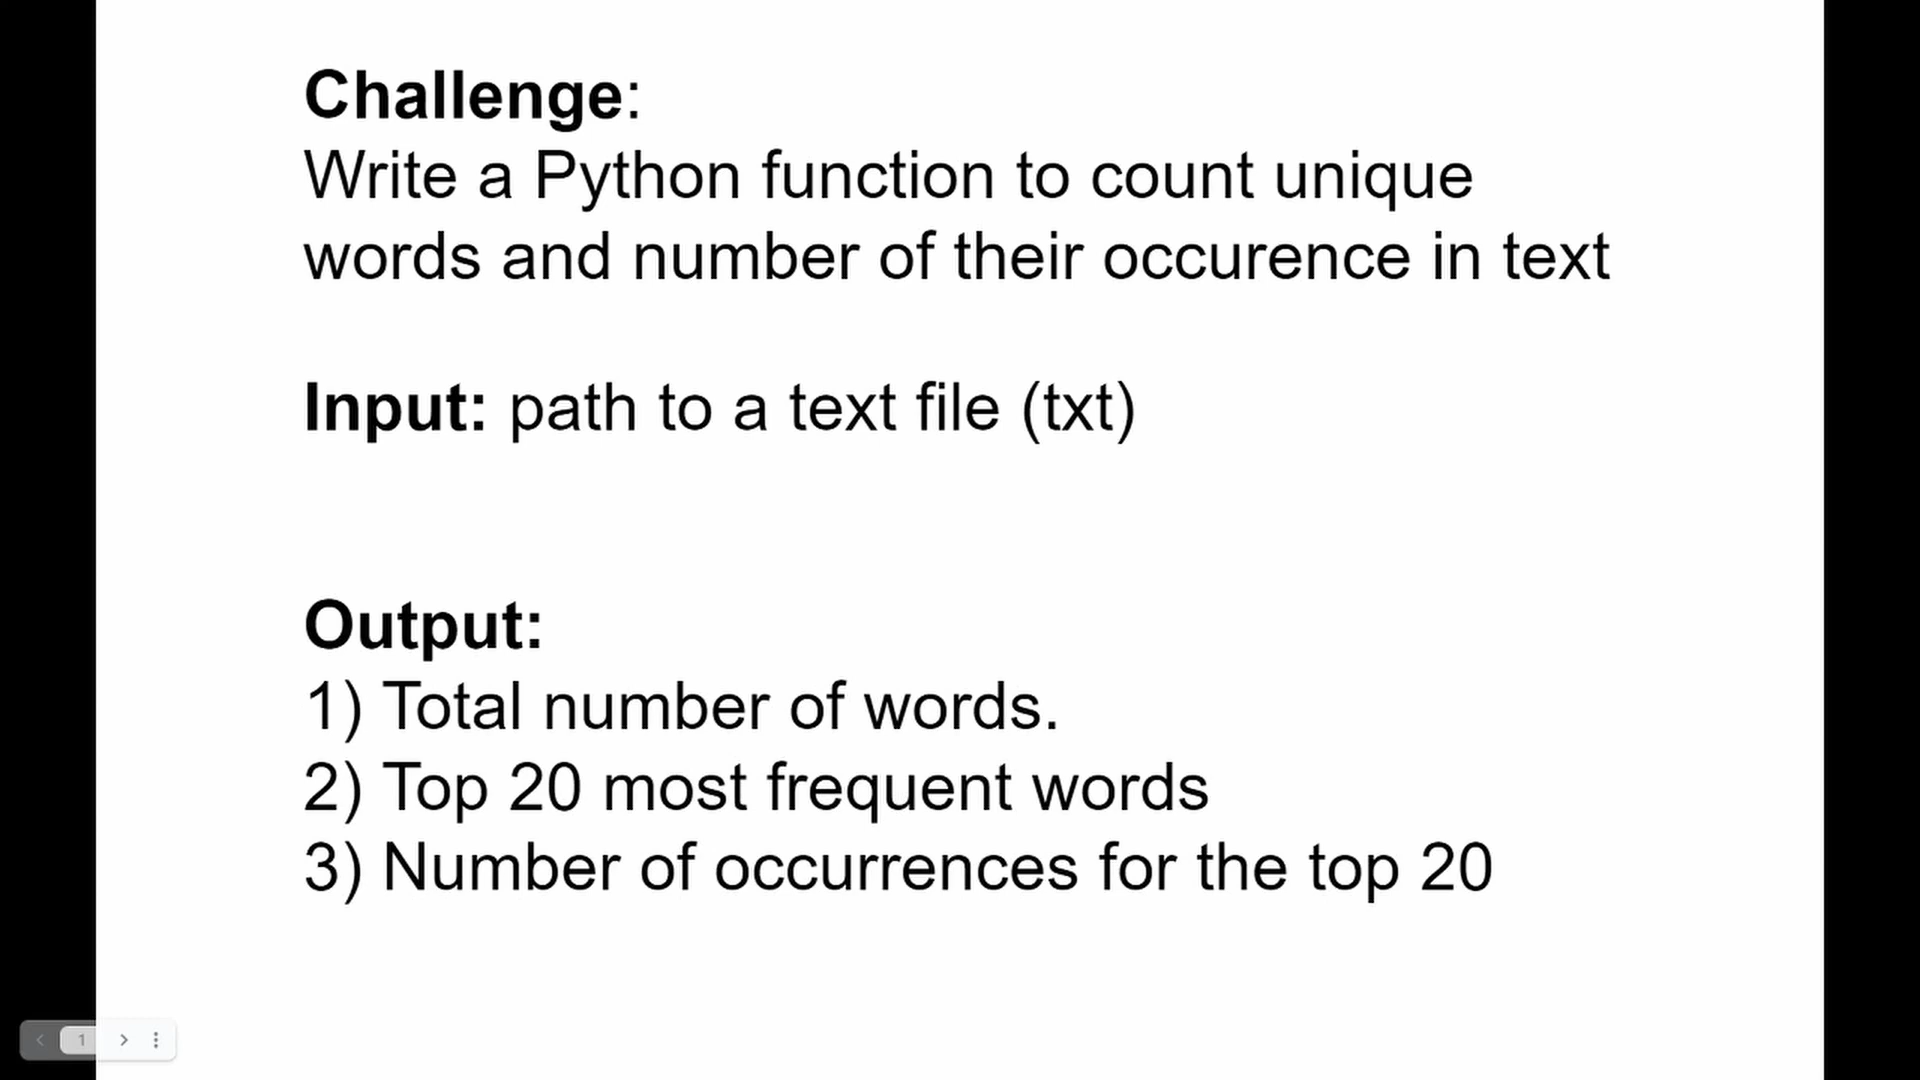 Challenge:
Write a Python function to count unique
words and number of their occurence in text
Input: path to a text file (txt)
Output:
1) Total number of words.
2) Top 20 most frequent words
3) Number of occurrences for the top 20
1